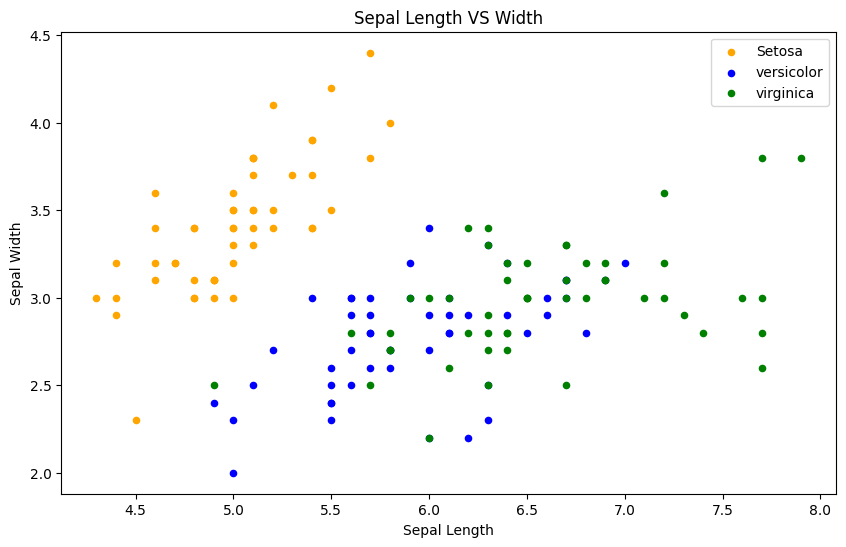 Sepal Length VS Width
Setosa
versicolor
virginica
4.5
4.0
3.5
3.0
2.5
2.0
Sepal Width
4.5
5.0
5.5
6.0
6.5
7.0
7.5
8.0
Sepal Length